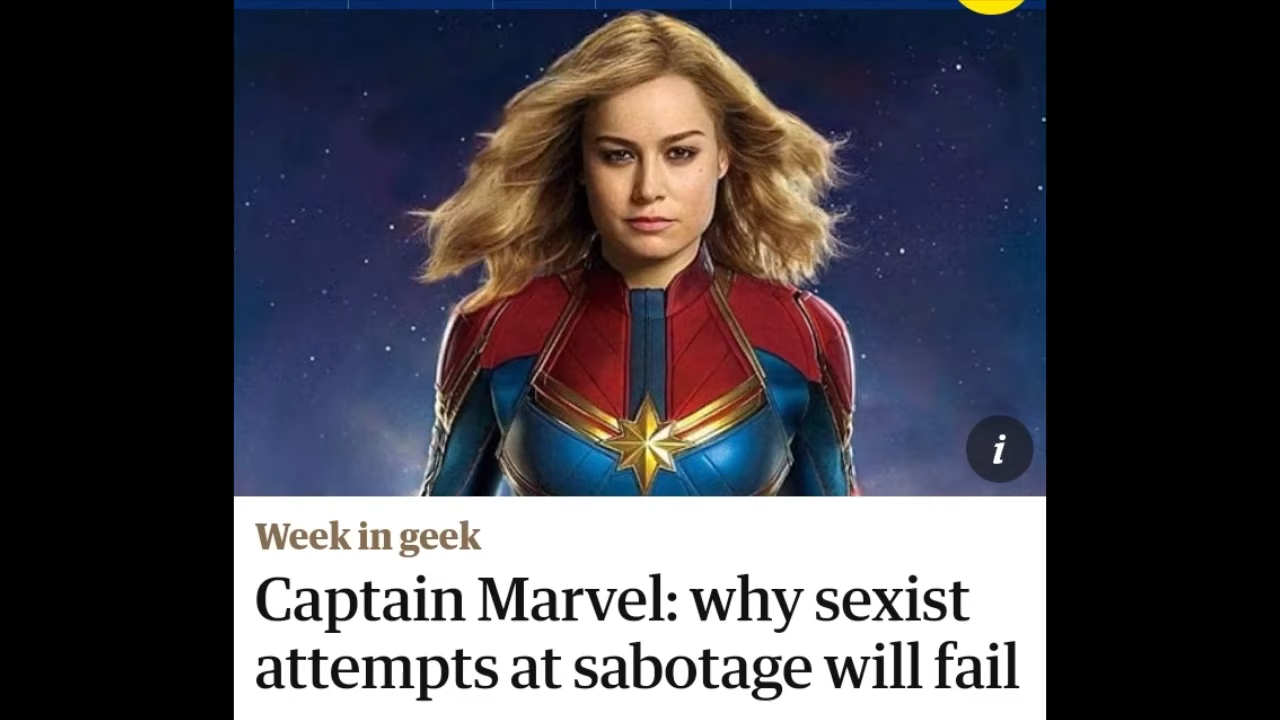 i
Week in geek
Captain Marvel: why sexist
attempts at sabotage will fail